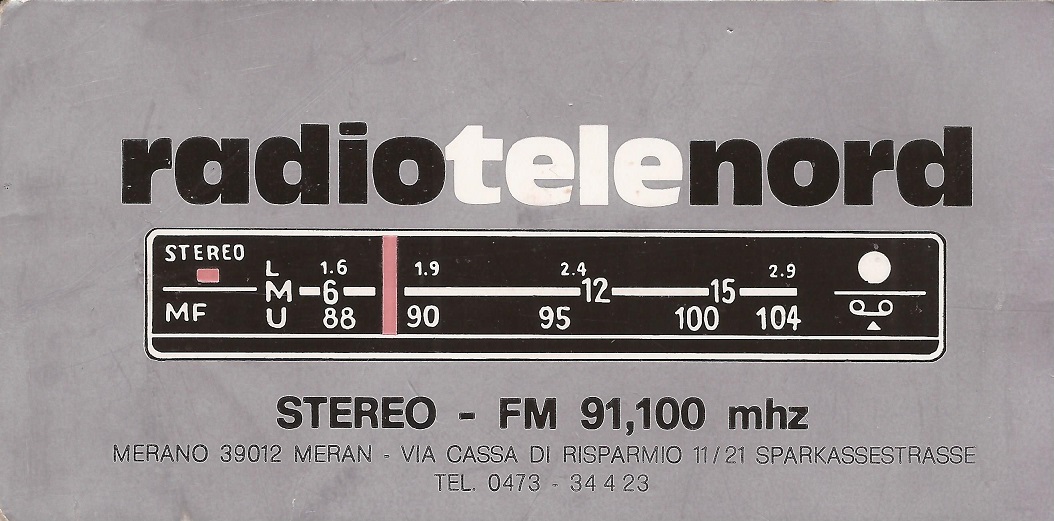 radiotelenord
STEREO
L 1.6 1.9 2.4 2.9
M 6 12 15
MF U 88 90 95 100 104
STEREO - FM 91,100 mhz
MERANO 39012 MERAN - VIA CASSA DI RISPARMIO 11/21 SPARKASSESTRASSE
TEL. 0473 - 34 4 23